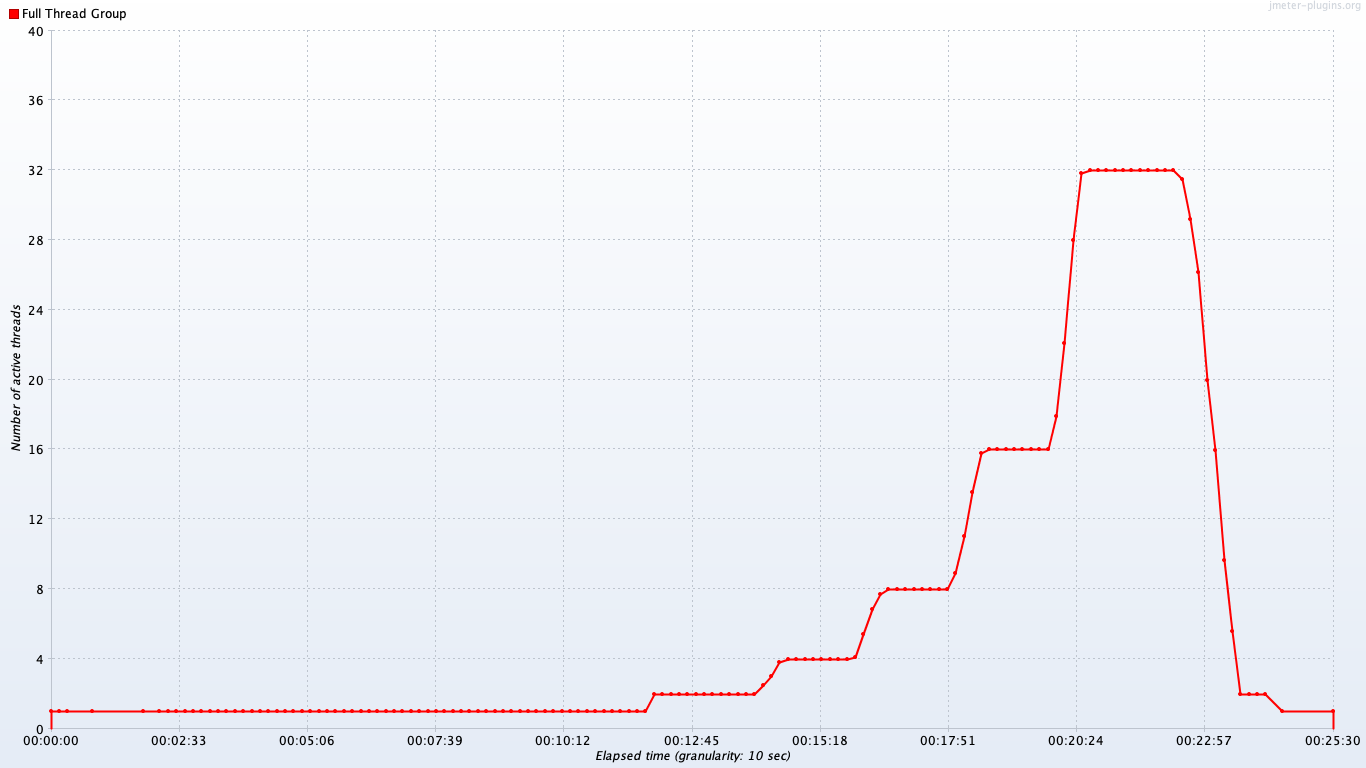 Full Thread Group
jmeter-plugins.org
40
36
32
28
24
20
16
12
8
4
0
Number of active threads
00:00:00 00:02:33 00:05:06 00:07:39 00:10:12 00:12:45 00:15:18 00:17:51 00:20:24 00:22:57 00:25:30
Elapsed time (granularity: 10 sec)